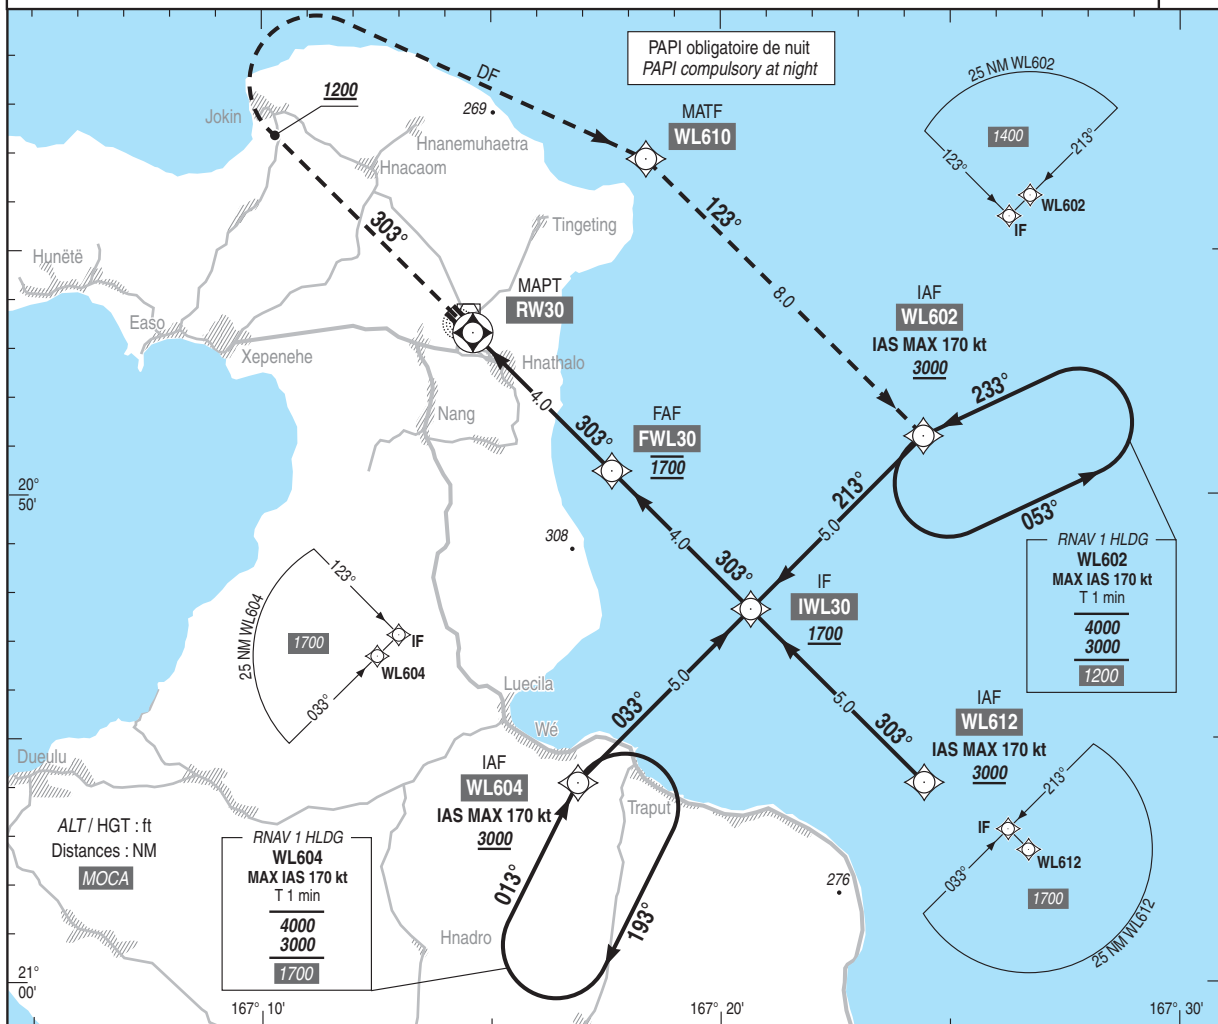 PAPI obligatoire de nuit
PAPI compulsory at night
25 NM WL602
1400
123°
213°
WL602
IF
DF
1200
269
Jokin
Hnanemuhaetra
Hnacaom
MATF
WL610
303°
123°
8.0
Tingeting
Hunëtë
MAPT
RW30
IAF
WL602
IAS MAX 170 kt
3000
Easo
Xepenehe
Hnathalo
233°
053°
4.0
303°
Nang
FAF
FWL30
1700
213°
5.0
20°
50'
308
4.0
303°
RNAV 1 HLDG
WL602
MAX IAS 170 kt
T 1 min
4000
3000
1200
IF
IWL30
1700
25 NM WL604
123°
1700
IF
WL604
033°
Luecila
Wé
033°
5.0
5.0
303°
IAF
WL612
IAS MAX 170 kt
3000
Dueulu
IAF
WL604
IAS MAX 170 kt
3000
Traput
ALT / HGT : ft
Distances : NM
MOCA
RNAV 1 HLDG
WL604
MAX IAS 170 kt
T 1 min
4000
3000
1700
013°
193°
Hnadro
276
213°
IF
WL612
033°
1700
25 NM WL612
21°
00'
167° 10'
167° 20'
167° 30'